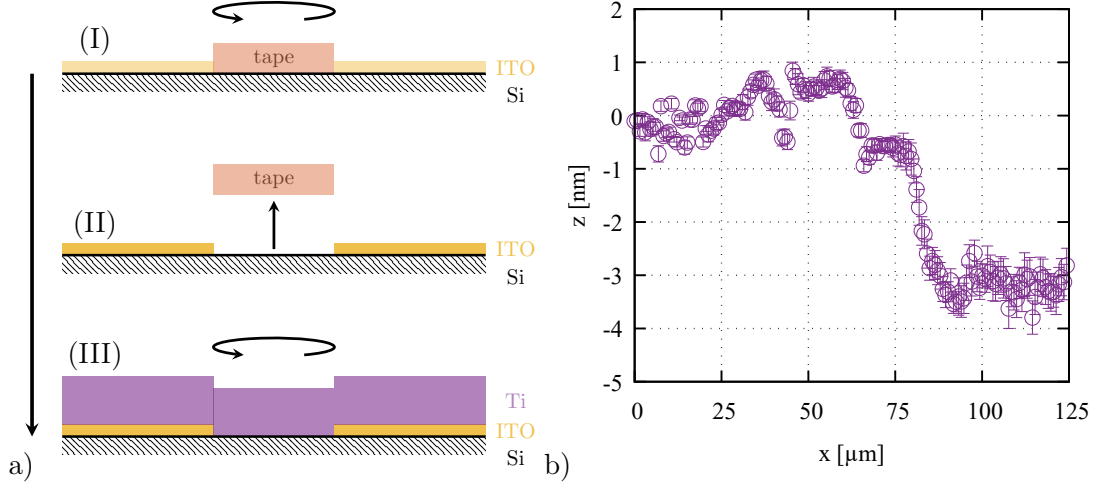 (I)
tape
ITO
Si
tape
(II)
ITO
Si
(III)
Ti
ITO
Si
a)
2
1
0
-1
-2
-3
-4
-5
z [nm]
0 25 50 75 100 125
x [µm]
b)